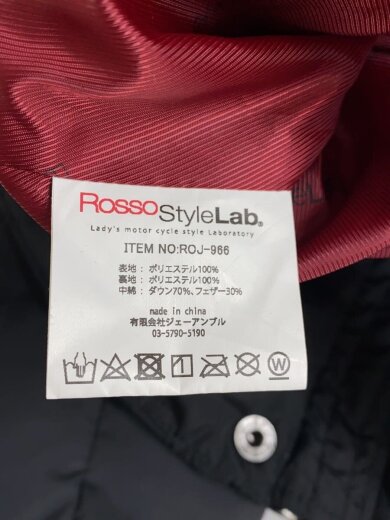 ROSSO StyleLab®
Lady's motor cycle style Laboratory
ITEM NO:ROJ-966
表地： ポリエステル100%
裏地： ポリエステル100%
中綿： ダウン70%、フェザー30%
made in china
有限会社ジェーアンブル
03-5790-5190